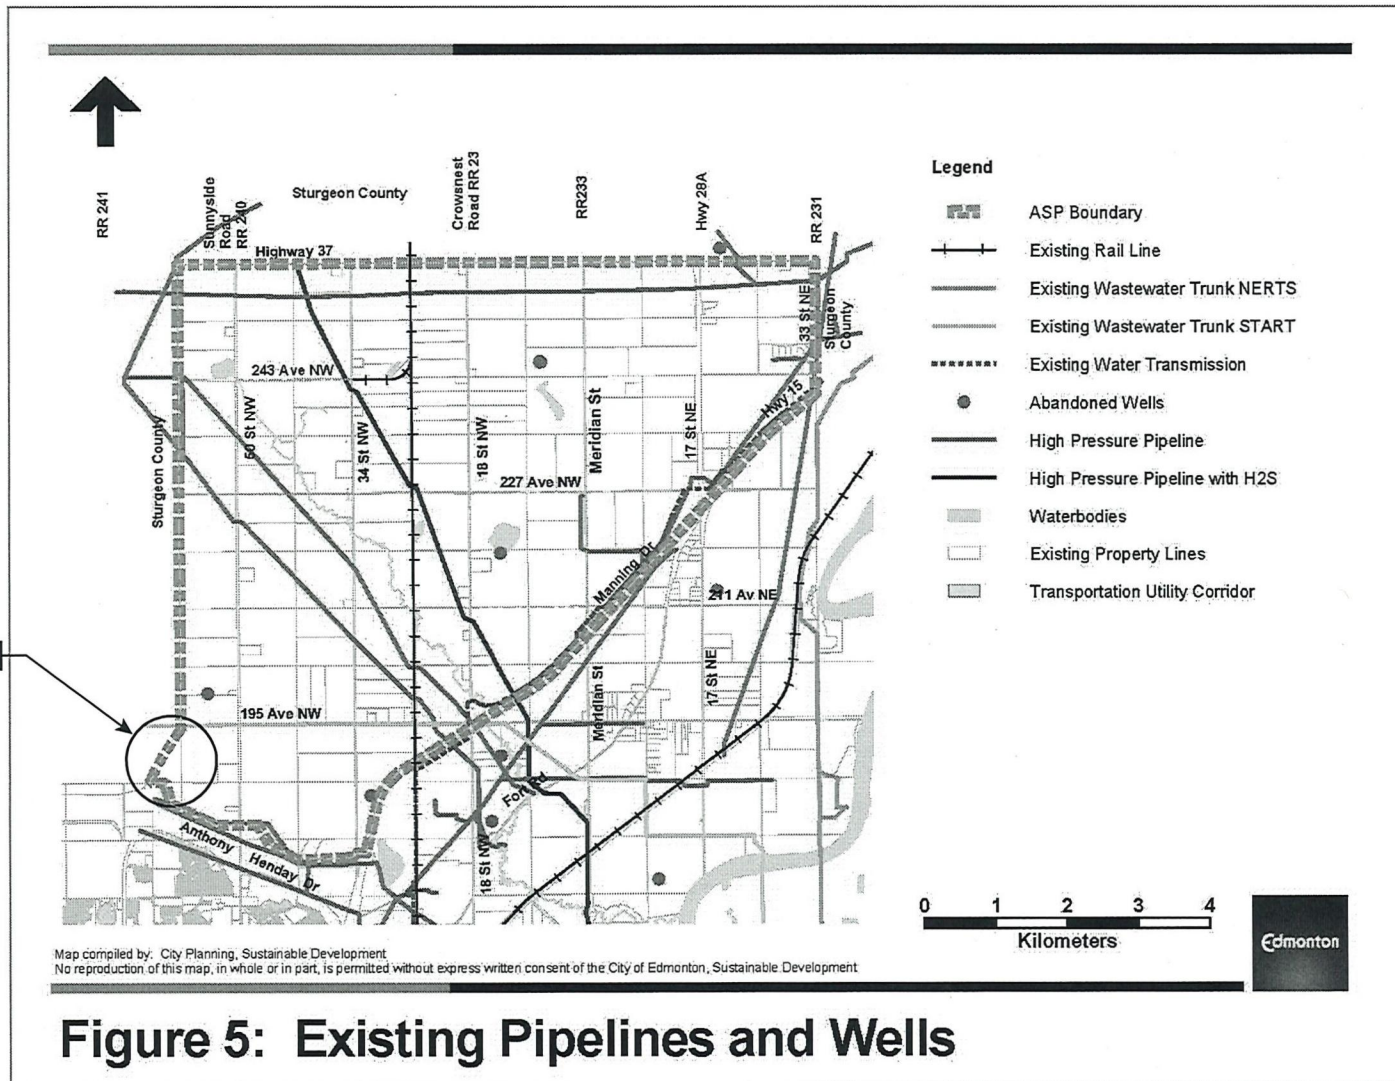 RR 241
Sunnyside
Road
RR 240
Sturgeon County
Crowsnest
Road RR 23
RR233
Hwy 28A
RR 231
Highway 37
33 St NE
Sturgeon
County
243 Ave NW
Hwy 15
Sturgeon County
60 St NW
34 St NW
18 St NW
Meridian St
17 St NE
227 Ave NW
Manning Dr
211 Av NE
195 Ave NW
Meridian St
17 St NE
Fort Rd
Anthony Henday Dr
18 St NW
Legend
ASP Boundary
Existing Rail Line
Existing Wastewater Trunk NERTS
Existing Wastewater Trunk START
Existing Water Transmission
Abandoned Wells
High Pressure Pipeline
High Pressure Pipeline with H2S
Waterbodies
Existing Property Lines
Transportation Utility Corridor
0 1 2 3 4
Kilometers
Edmonton
Map compiled by: City Planning, Sustainable Development
No reproduction of this map, in whole or in part, is permitted without express written consent of the City of Edmonton, Sustainable Development
Figure 5: Existing Pipelines and Wells